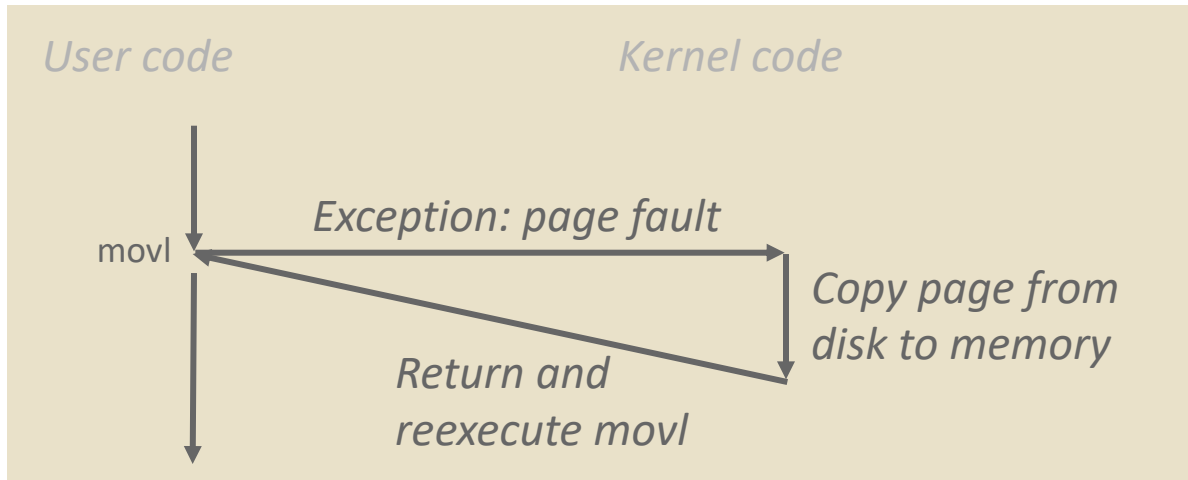 User code
Kernel code
Exception: page fault
movl
Copy page from
disk to memory
Return and
reexecute movl